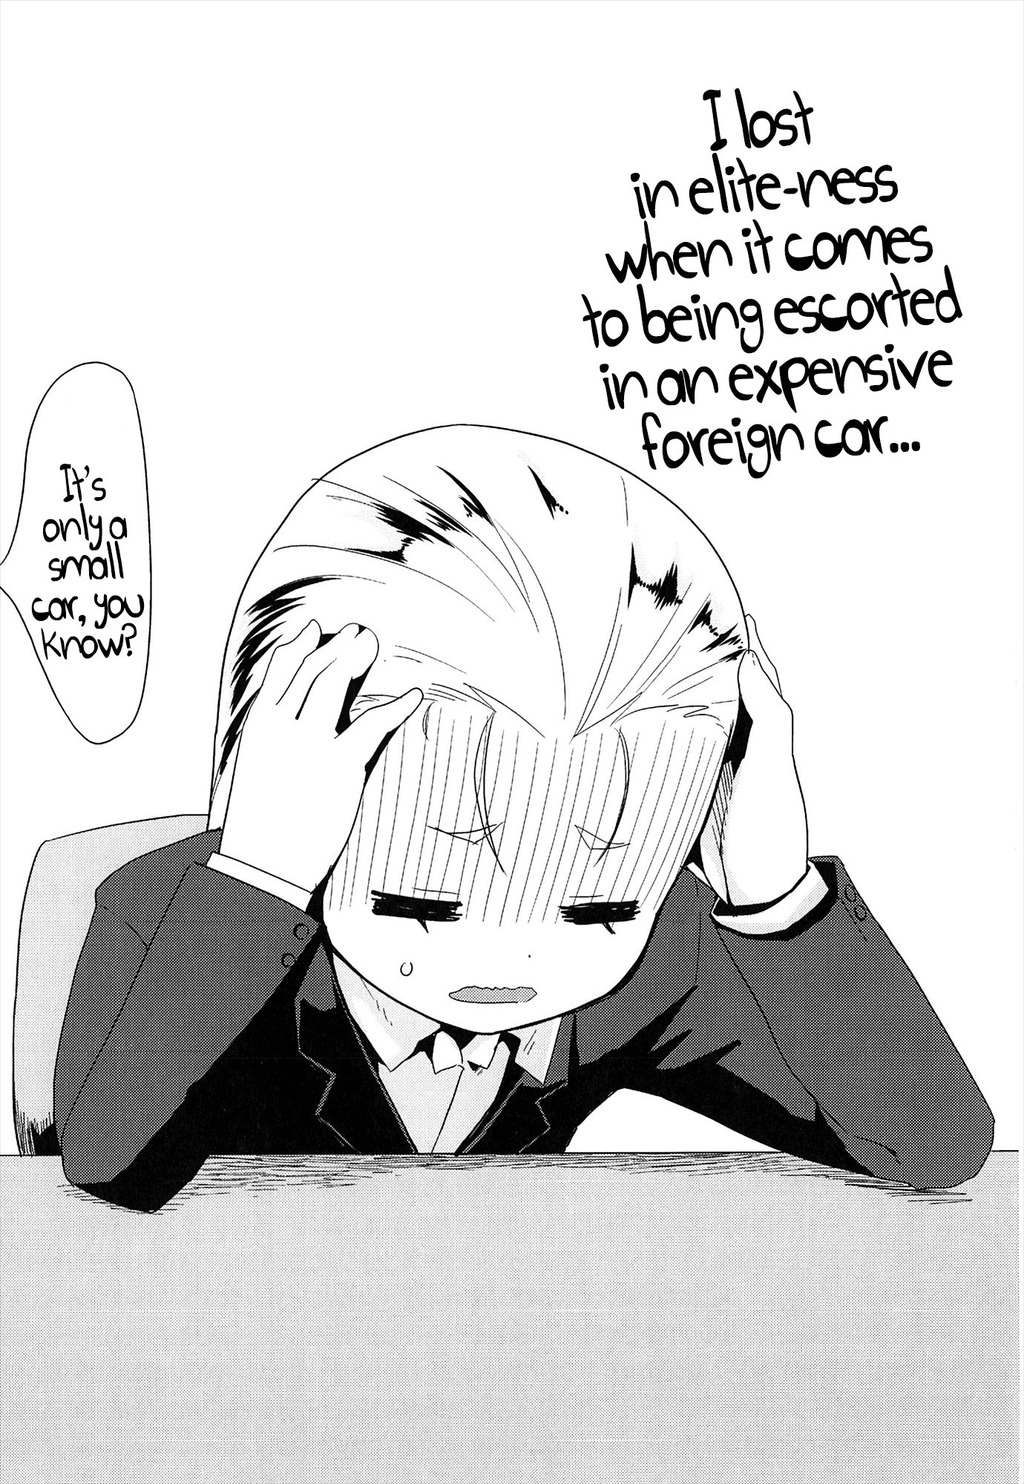 I lost
in elite-ness
when it comes
to being escorted
in an expensive
foreign car...
It's
only a
small
car, you
know?